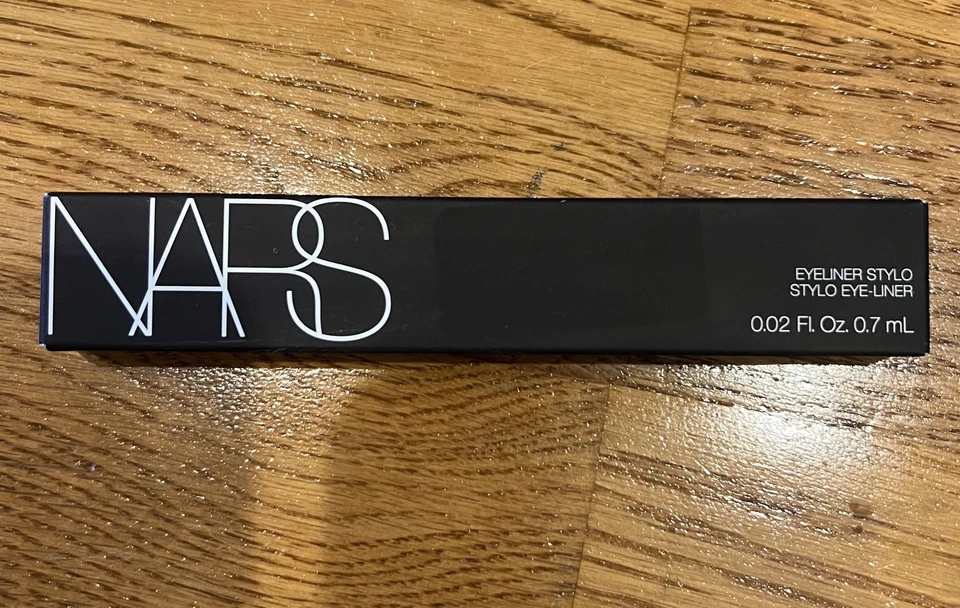 NARS
EYELINER STYLO
STYLO EYE-LINER
0.02 Fl. Oz. 0.7 mL